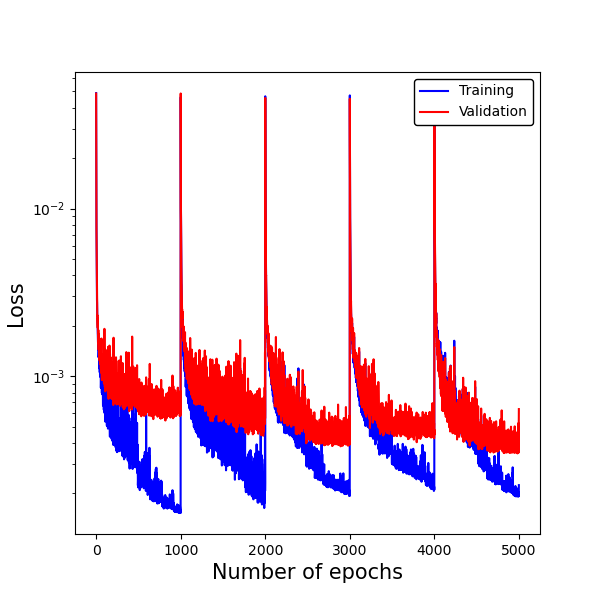 Training
Validation
Loss
10⁻²
10⁻³
0 1000 2000 3000 4000 5000
Number of epochs